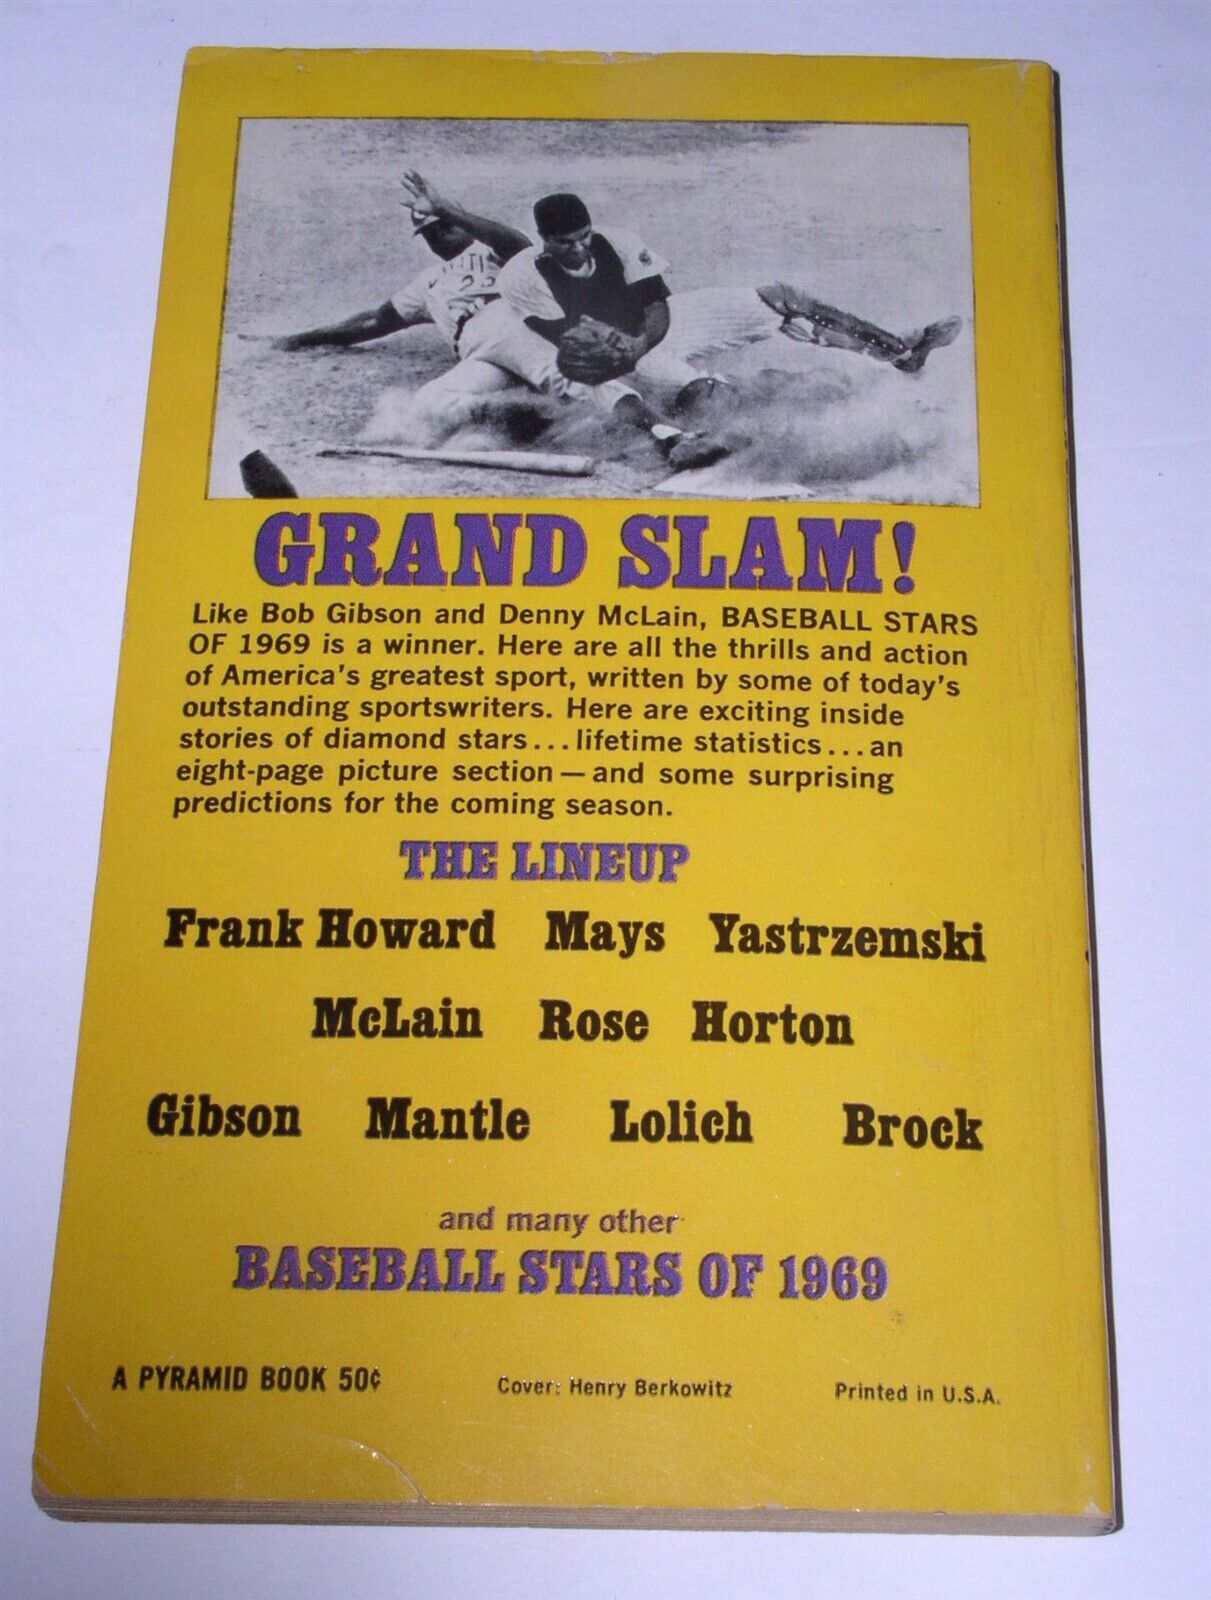 GRAND SLAM!
Like Bob Gibson and Denny McLain, BASEBALL STARS
OF 1969 is a winner. Here are all the thrills and action
of America's greatest sport, written by some of today's
outstanding sportswriters. Here are exciting inside
stories of diamond stars...lifetime statistics...an
eight-page picture section—and some surprising
predictions for the coming season.
THE LINEUP
Frank Howard Mays Yastrzemski
McLain Rose Horton
Gibson Mantle Lolich Brock
and many other
BASEBALL STARS OF 1969
A PYRAMID BOOK 50¢ Cover: Henry Berkowitz Printed in U.S.A.